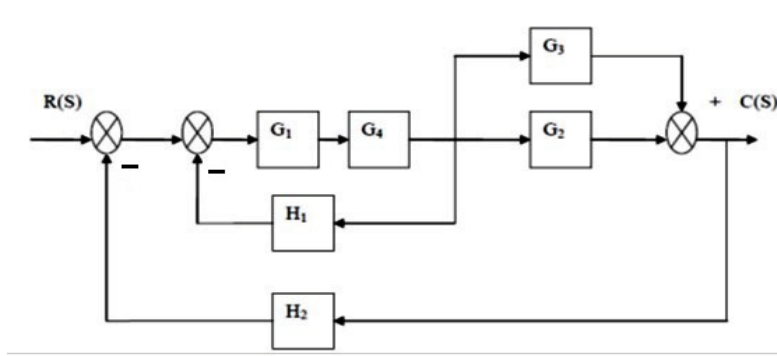 G₃
R(S) + C(S)
G₁ G₄ G₂
− −
H₁
H₂